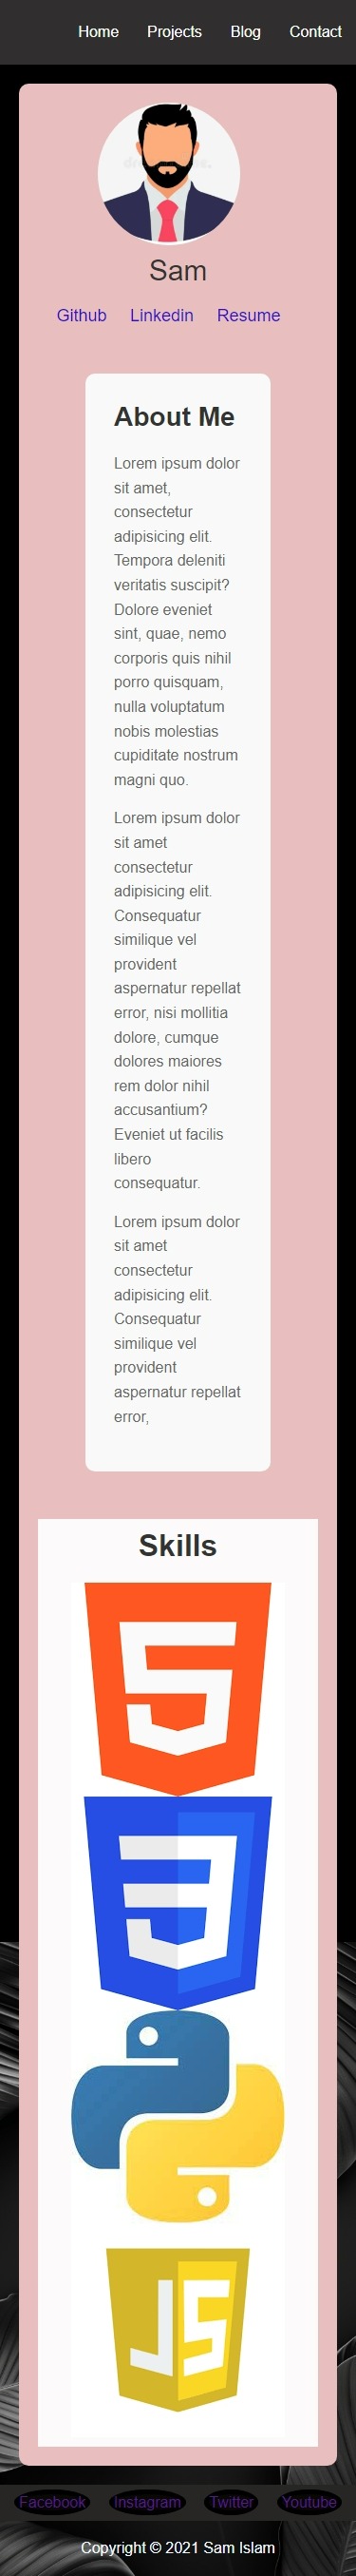 Home Projects Blog Contact
Sam
Github Linkedin Resume
About Me
Lorem ipsum dolor
sit amet,
consectetur
adipisicing elit.
Tempora deleniti
veritatis suscipit?
Dolore eveniet
sint, quae, nemo
corporis quis nihil
porro quisquam,
nulla voluptatum
nobis molestias
cupiditate nostrum
magni quo.
Lorem ipsum dolor
sit amet
consectetur
adipisicing elit.
Consequatur
similique vel
provident
aspernatur repellat
error, nisi mollitia
dolore, cumque
dolores maiores
rem dolor nihil
accusantium?
Eveniet ut facilis
libero
consequatur.
Lorem ipsum dolor
sit amet
consectetur
adipisicing elit.
Consequatur
similique vel
provident
aspernatur repellat
error,
Skills
5
3
JS
Facebook Instagram Twitter Youtube
Copyright © 2021 Sam Islam